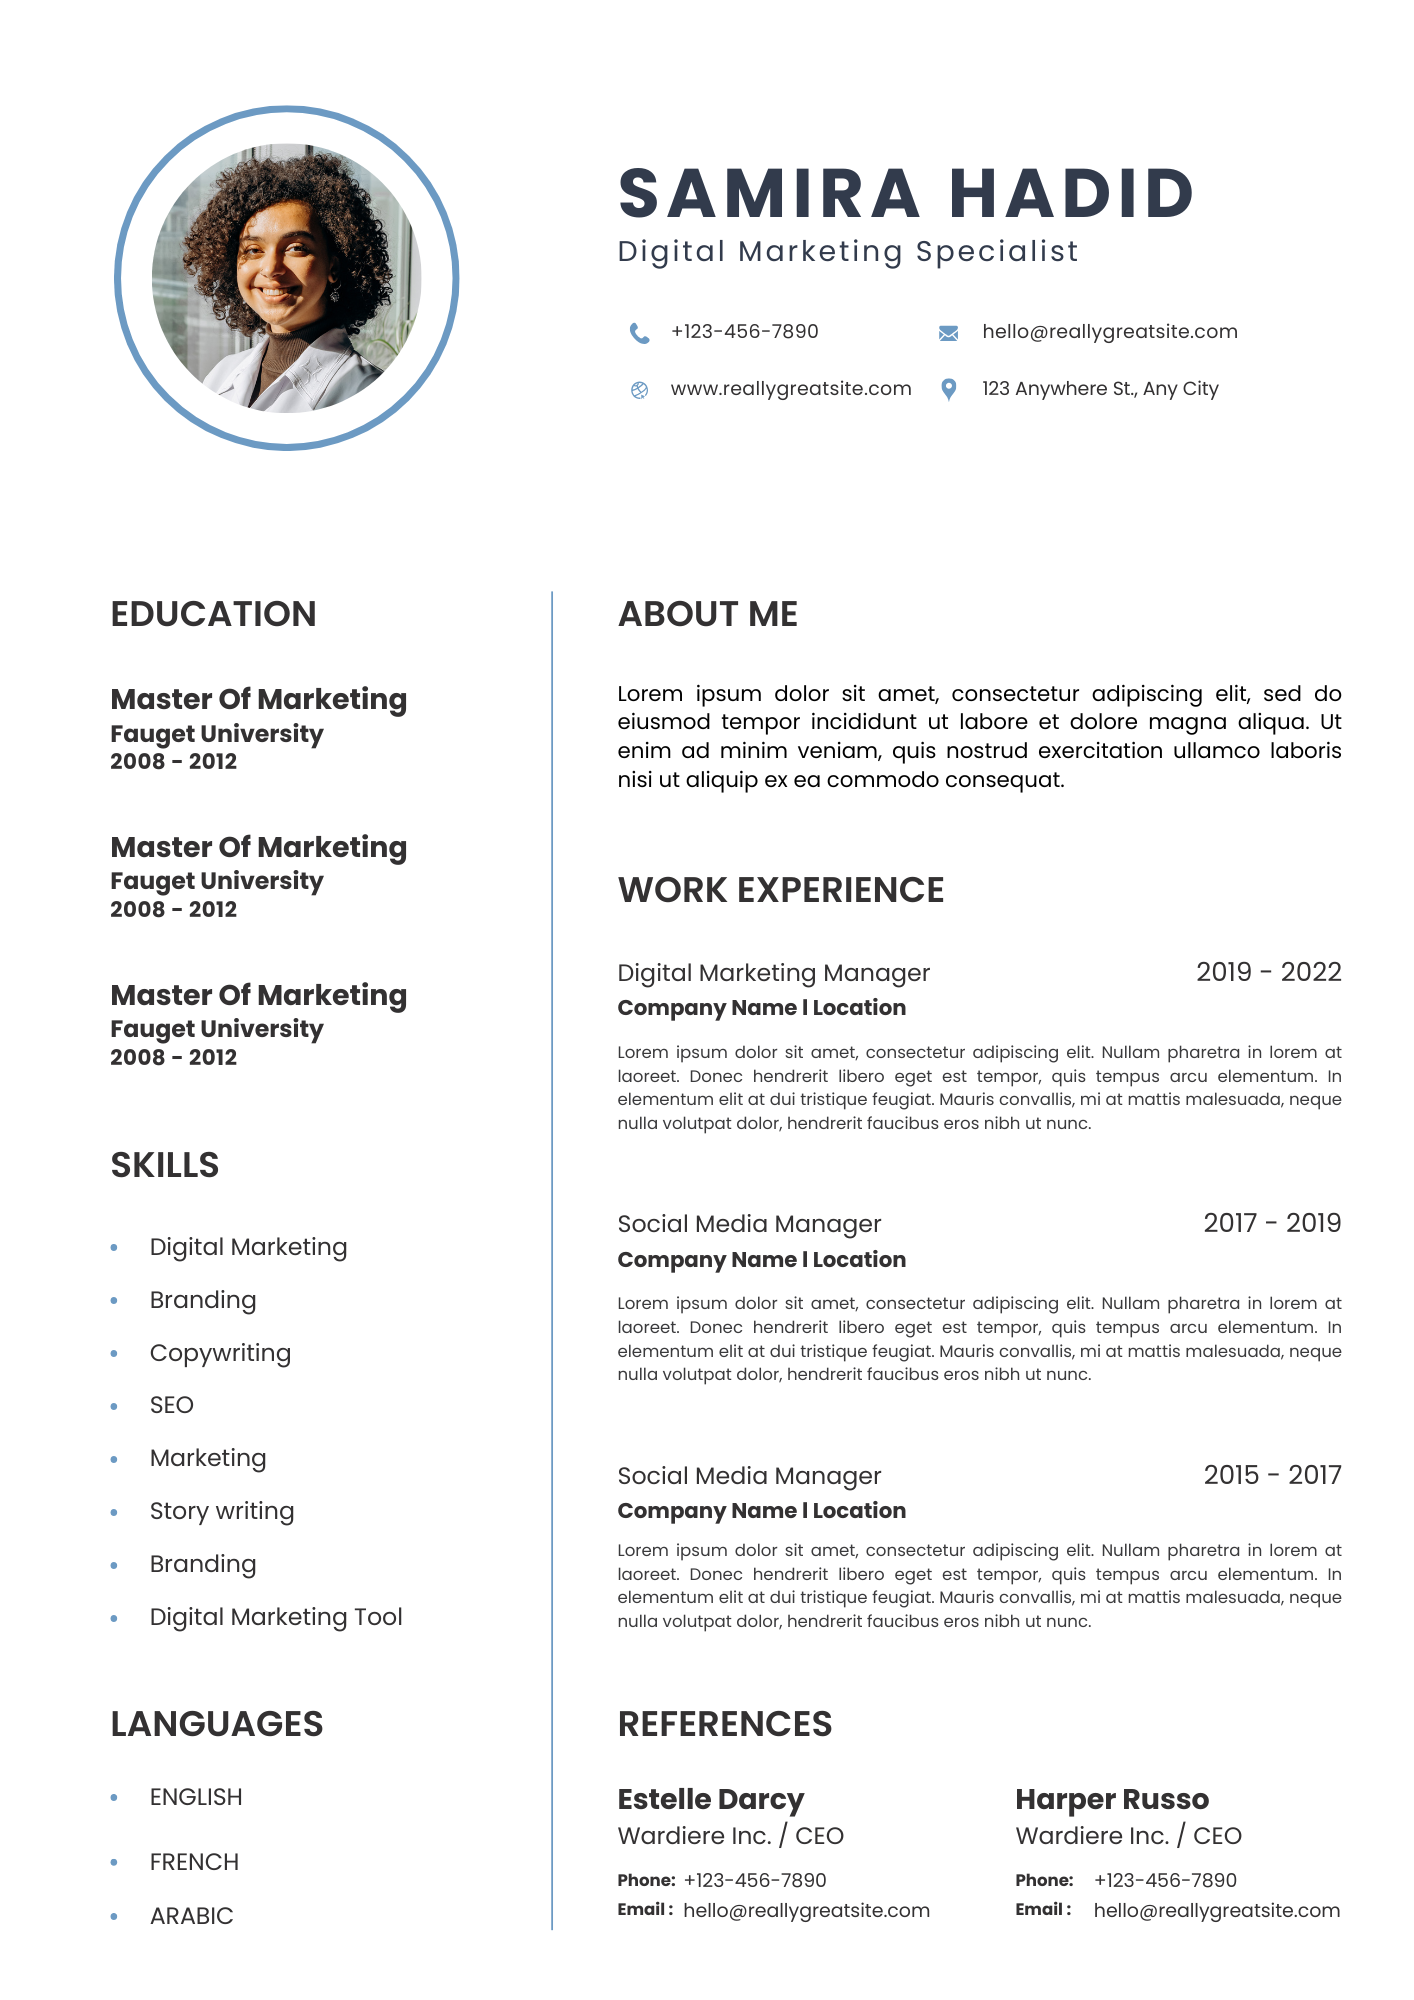 SAMIRA HADID
Digital Marketing Specialist
+123-456-7890
hello@reallygreatsite.com
www.reallygreatsite.com
123 Anywhere St., Any City
EDUCATION
Master Of Marketing
Fauget University
2008 - 2012
Master Of Marketing
Fauget University
2008 - 2012
Master Of Marketing
Fauget University
2008 - 2012
SKILLS
• Digital Marketing
• Branding
• Copywriting
• SEO
• Marketing
• Story writing
• Branding
• Digital Marketing Tool
LANGUAGES
• ENGLISH
• FRENCH
• ARABIC
ABOUT ME
Lorem ipsum dolor sit amet, consectetur adipiscing elit, sed do
eiusmod tempor incididunt ut labore et dolore magna aliqua. Ut
enim ad minim veniam, quis nostrud exercitation ullamco laboris
nisi ut aliquip ex ea commodo consequat.
WORK EXPERIENCE
Digital Marketing Manager 2019 - 2022
Company Name l Location
Lorem ipsum dolor sit amet, consectetur adipiscing elit. Nullam pharetra in lorem at
laoreet. Donec hendrerit libero eget est tempor, quis tempus arcu elementum. In
elementum elit at dui tristique feugiat. Mauris convallis, mi at mattis malesuada, neque
nulla volutpat dolor, hendrerit faucibus eros nibh ut nunc.
Social Media Manager 2017 - 2019
Company Name l Location
Lorem ipsum dolor sit amet, consectetur adipiscing elit. Nullam pharetra in lorem at
laoreet. Donec hendrerit libero eget est tempor, quis tempus arcu elementum. In
elementum elit at dui tristique feugiat. Mauris convallis, mi at mattis malesuada, neque
nulla volutpat dolor, hendrerit faucibus eros nibh ut nunc.
Social Media Manager 2015 - 2017
Company Name l Location
Lorem ipsum dolor sit amet, consectetur adipiscing elit. Nullam pharetra in lorem at
laoreet. Donec hendrerit libero eget est tempor, quis tempus arcu elementum. In
elementum elit at dui tristique feugiat. Mauris convallis, mi at mattis malesuada, neque
nulla volutpat dolor, hendrerit faucibus eros nibh ut nunc.
REFERENCES
Estelle Darcy
Wardiere Inc. / CEO
Phone: +123-456-7890
Email : hello@reallygreatsite.com
Harper Russo
Wardiere Inc. / CEO
Phone: +123-456-7890
Email : hello@reallygreatsite.com